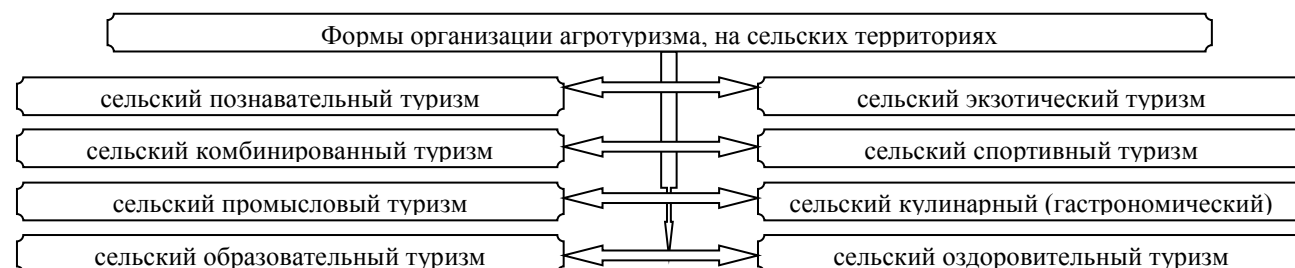 Формы организации агротуризма, на сельских территориях
сельский познавательный туризм
сельский экзотический туризм
сельский комбинированный туризм
сельский спортивный туризм
сельский промысловый туризм
сельский кулинарный (гастрономический)
сельский образовательный туризм
сельский оздоровительный туризм